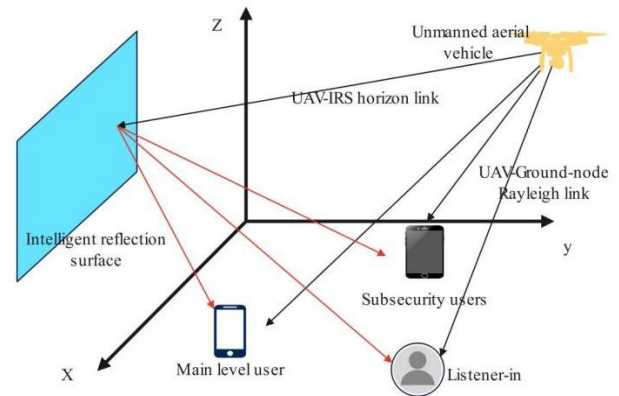 Z
Unmanned aerial
vehicle
UAV-IRS horizon link
UAV-Ground-node
Rayleigh link
Intelligent reflection
surface
y
Subsecurity users
X
Main level user
Listener-in